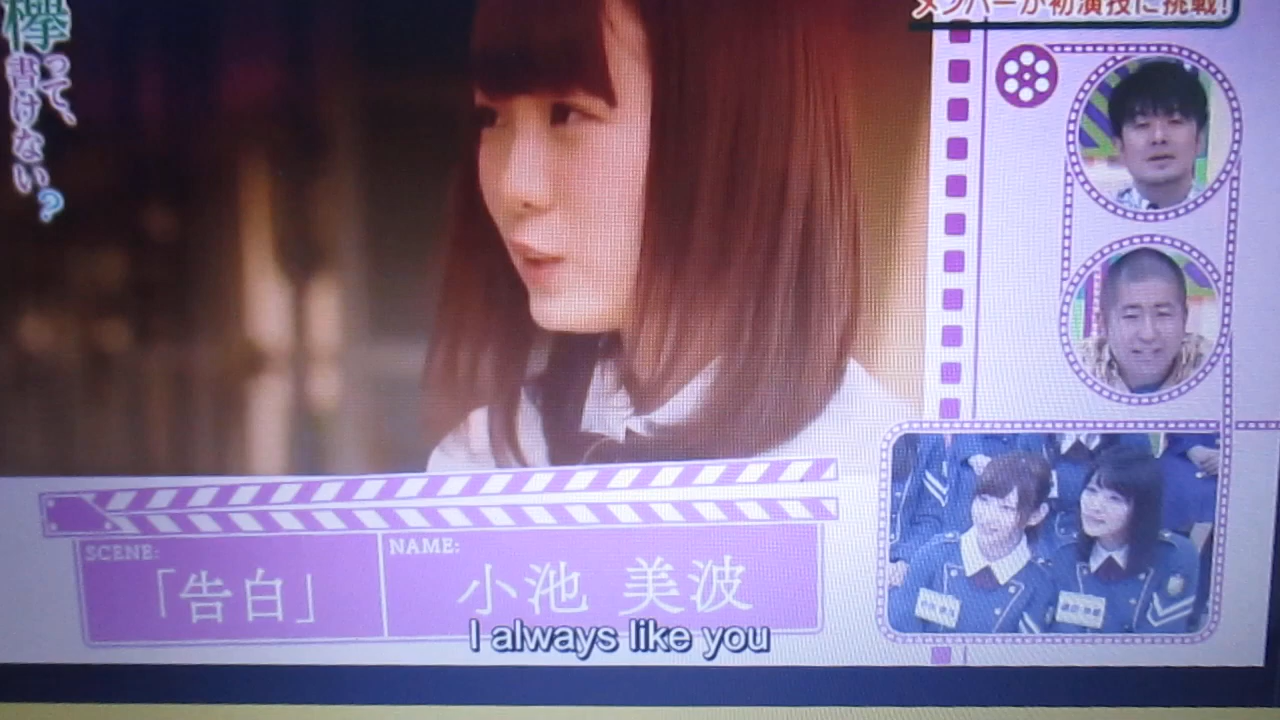 メンバーが初演技に挑戦!
欅って、
書けない?
SCENE:
「告白」
NAME:
小池 美波
I always like you